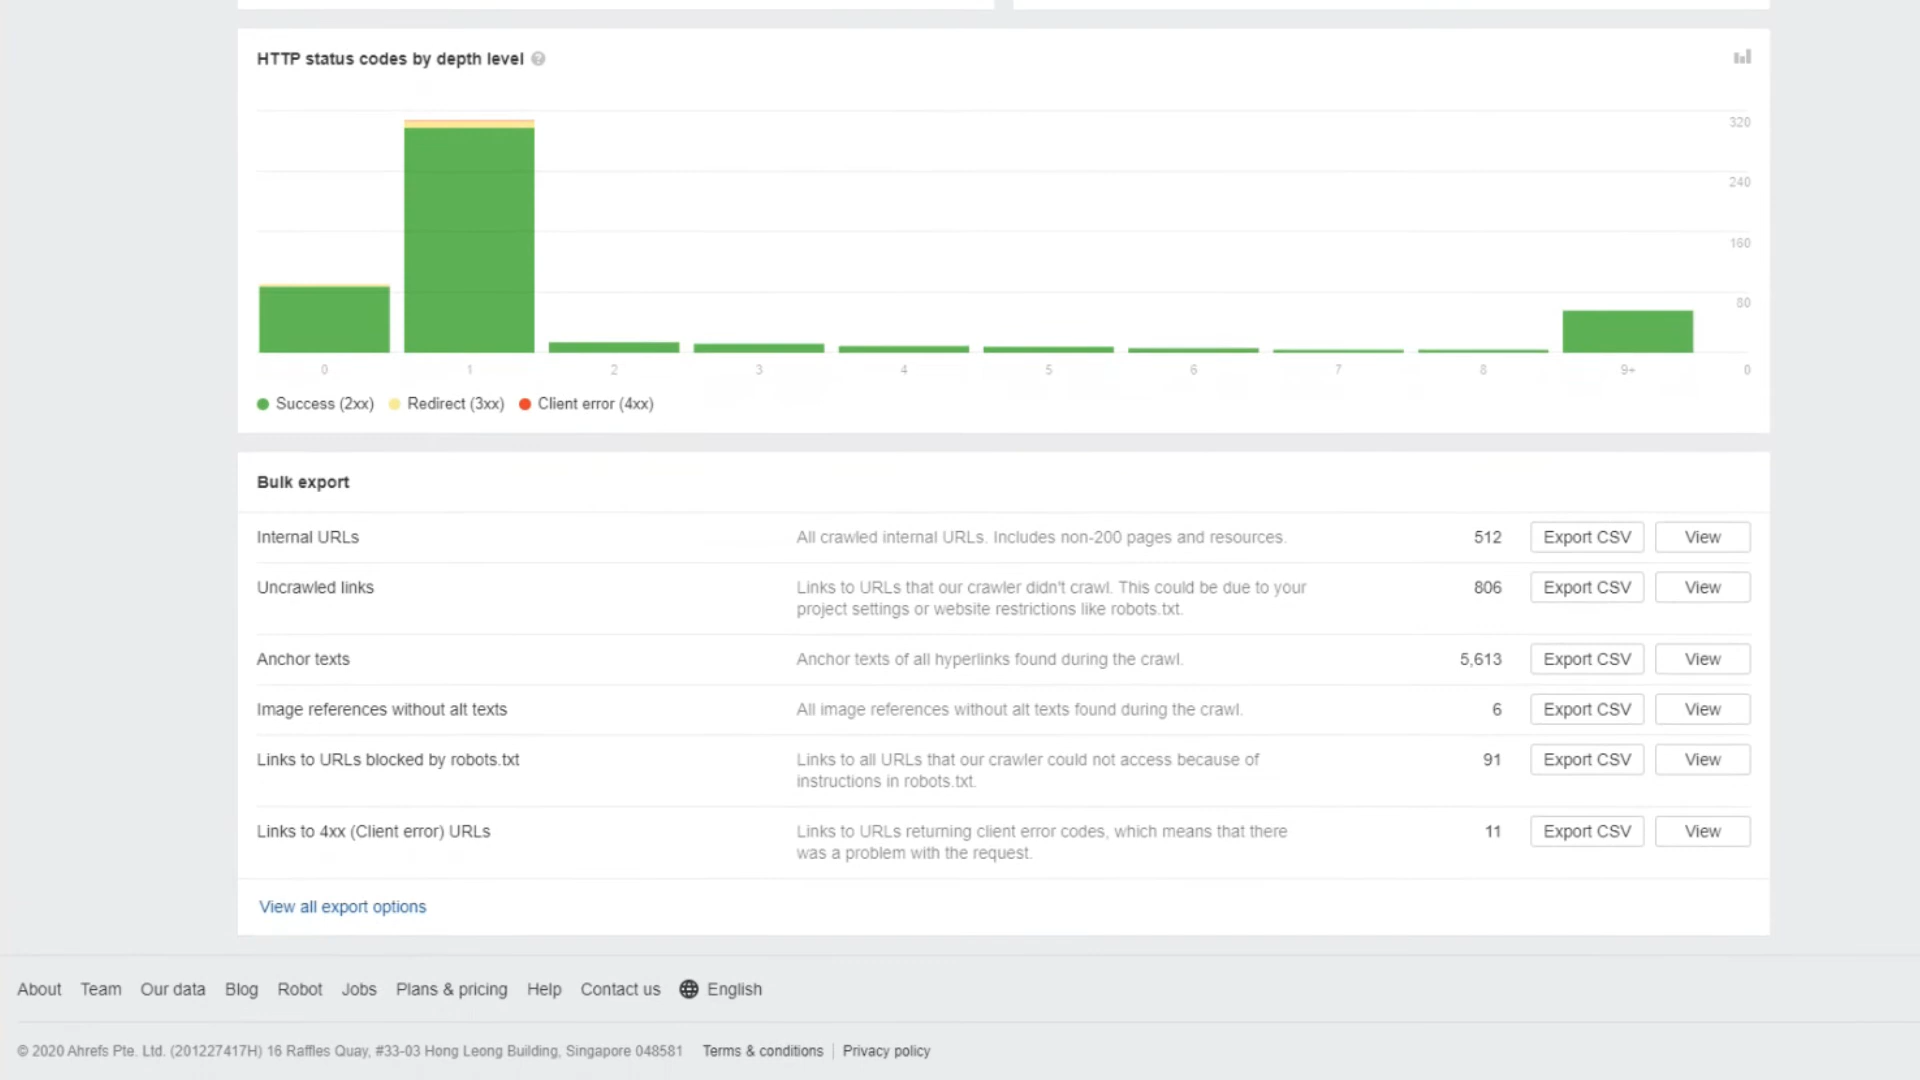 HTTP status codes by depth level ?
320
240
160
80
0 1 2 3 4 5 6 7 8 9+ 0
Success (2xx) Redirect (3xx) Client error (4xx)
Bulk export
Internal URLs All crawled internal URLs. Includes non-200 pages and resources. 512 Export CSV View
Uncrawled links Links to URLs that our crawler didn't crawl. This could be due to your 806 Export CSV View
project settings or website restrictions like robots.txt.
Anchor texts Anchor texts of all hyperlinks found during the crawl. 5,613 Export CSV View
Image references without alt texts All image references without alt texts found during the crawl. 6 Export CSV View
Links to URLs blocked by robots.txt Links to all URLs that our crawler could not access because of 91 Export CSV View
instructions in robots.txt.
Links to 4xx (Client error) URLs Links to URLs returning client error codes, which means that there 11 Export CSV View
was a problem with the request.
View all export options
About Team Our data Blog Robot Jobs Plans & pricing Help Contact us English
© 2020 Ahrefs Pte. Ltd. (201227417H) 16 Raffles Quay, #33-03 Hong Leong Building, Singapore 048581 Terms & conditions Privacy policy